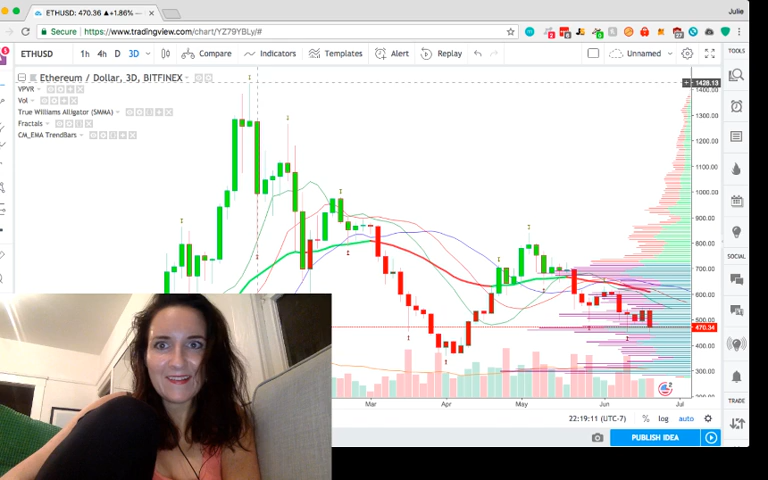 ETHUSD: 470.36 ▲+1.86% —
Julie
Secure https://www.tradingview.com/chart/YZ79YBLy/#
ETHUSD 1h 4h D 3D Compare Indicators Templates Alert Replay Unnamed
TOOLS
Ethereum / Dollar, 3D, BITFINEX
VPVR
Vol
True Williams Alligator (SMMA)
Fractals
CM_EMA TrendBars
1428.13
1400.00
1300.00
1200.00
1100.00
1000.00
900.00
800.00
700.00
600.00
500.00
470.34
400.00
300.00
SOCIAL
TRADE
Mar Apr May Jun Jul
22:19:11 (UTC-7) % log auto
PUBLISH IDEA